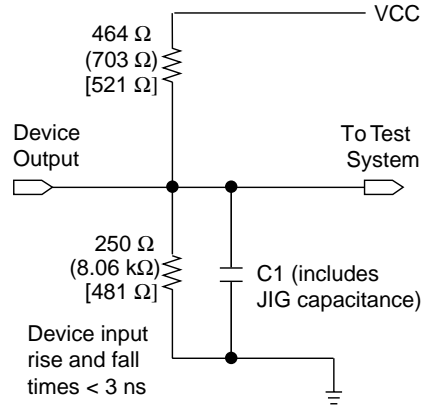 VCC
464 Ω
(703 Ω)
[521 Ω]
Device
Output
To Test
System
250 Ω
(8.06 kΩ)
[481 Ω]
C1 (includes
JIG capacitance)
Device input
rise and fall
times < 3 ns